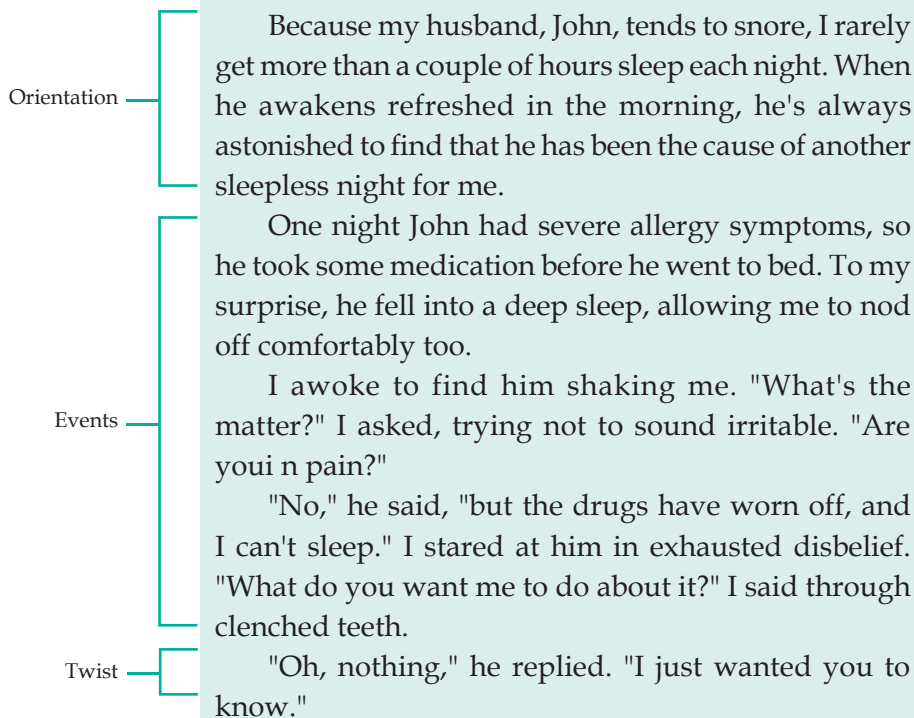 Orientation
Because my husband, John, tends to snore, I rarely
get more than a couple of hours sleep each night. When
he awakens refreshed in the morning, he's always
astonished to find that he has been the cause of another
sleepless night for me.
Events
One night John had severe allergy symptoms, so
he took some medication before he went to bed. To my
surprise, he fell into a deep sleep, allowing me to nod
off comfortably too.
I awoke to find him shaking me. "What's the
matter?" I asked, trying not to sound irritable. "Are
youi n pain?"
"No," he said, "but the drugs have worn off, and
I can't sleep." I stared at him in exhausted disbelief.
"What do you want me to do about it?" I said through
clenched teeth.
Twist
"Oh, nothing," he replied. "I just wanted you to
know."